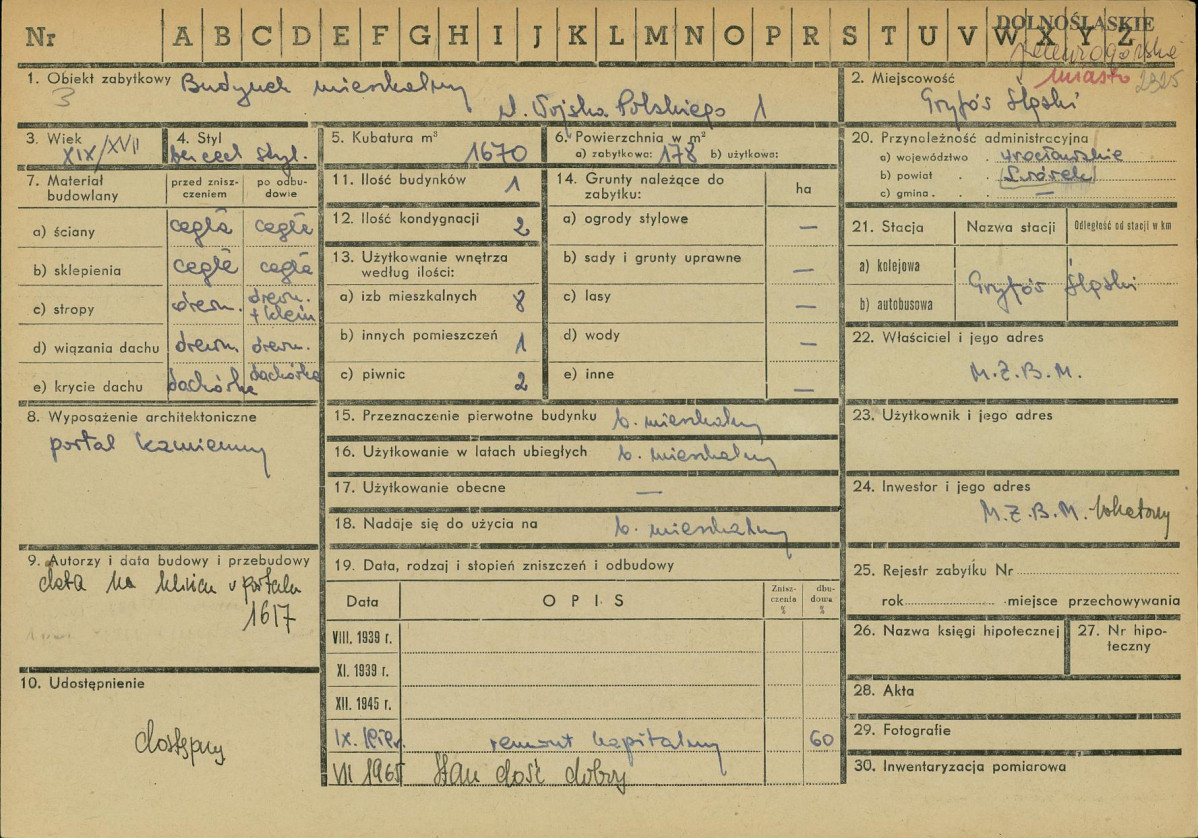 Nr A B C D E F G H I J K L M N O P R S T U V W X Y Z
DOLNOŚLĄSKIE
jeleniogórskie
miasto 2325
1. Obiekt zabytkowy Budynek mieszkalny
3
ul. Wojska Polskiego 1
2. Miejscowość
Gryfów Śląski
3. Wiek
XIX/XVII
4. Styl
bez cech styl.
5. Kubatura m³
1670
6. Powierzchnia w m²
a) zabytkowa: 178 b) użytkowa:
20. Przynależność administracyjna
a) województwo wrocławskie
b) powiat Lwówek
c) gmina —
7. Materiał budowlany
przed zniszczeniem
po odbudowie
a) ściany cegła cegła
b) sklepienia cegła cegła
c) stropy drewn. drewn. + klein
d) wiązania dachu drewn. drewn.
e) krycie dachu dachówka dachówka
11. Ilość budynków 1
12. Ilość kondygnacji 2
13. Użytkowanie wnętrza
według ilości:
a) izb mieszkalnych 8
b) innych pomieszczeń 1
c) piwnic 2
14. Grunty należące do
zabytku:
ha
a) ogrody stylowe —
b) sady i grunty uprawne —
c) lasy —
d) wody —
e) inne —
21. Stacja
Nazwa stacji
Odległość od stacji w km
a) kolejowa
b) autobusowa
Gryfów Śląski
22. Właściciel i jego adres
M.Z.B.M.
8. Wyposażenie architektoniczne
portal kamienny
15. Przeznaczenie pierwotne budynku b. mieszkalny
16. Użytkowanie w latach ubiegłych b. mieszkalny
17. Użytkowanie obecne —
18. Nadaje się do użycia na b. mieszkalny
23. Użytkownik i jego adres
24. Inwestor i jego adres
M.Z.B.M. lokatorzy
9. Autorzy i data budowy i przebudowy
data na kluczu w portalu
1617
19. Data, rodzaj i stopień zniszczeń i odbudowy
Data
OPIS
Zniszczenia %
dbudowa %
VIII. 1939 r.
XI. 1939 r.
XII. 1945 r.
IX. remont kapitalny 60
VII 1965 stan dość dobry
25. Rejestr zabytku Nr
rok miejsce przechowywania
26. Nazwa księgi hipotecznej
27. Nr hipoteczny
10. Udostępnienie
dostępny
28. Akta
29. Fotografie
30. Inwentaryzacja pomiarowa